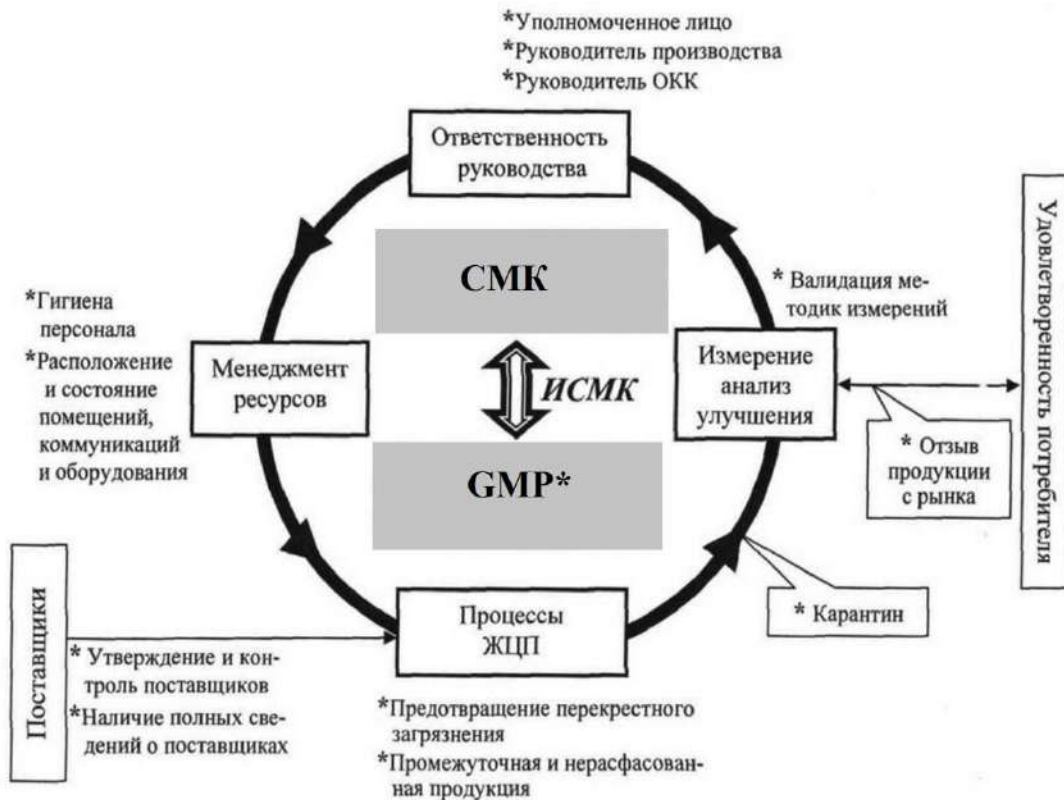 *Уполномоченное лицо
*Руководитель производства
*Руководитель ОКК
Ответственность
руководства
СМК
* Валидация ме-
тодик измерений
*Гигиена
персонала
*Расположение
и состояние
помещений,
коммуникаций
и оборудования
Менеджмент
ресурсов
ИСМК
Измерение
анализ
улучшения
Удовлетворенность потребителя
* Отзыв
продукции
с рынка
GMP*
Поставщики
* Утверждение и кон-
троль поставщиков
*Наличие полных све-
дений о поставщиках
Процессы
ЖЦП
* Карантин
*Предотвращение перекрестного
загрязнения
*Промежуточная и нерасфасован-
ная продукция